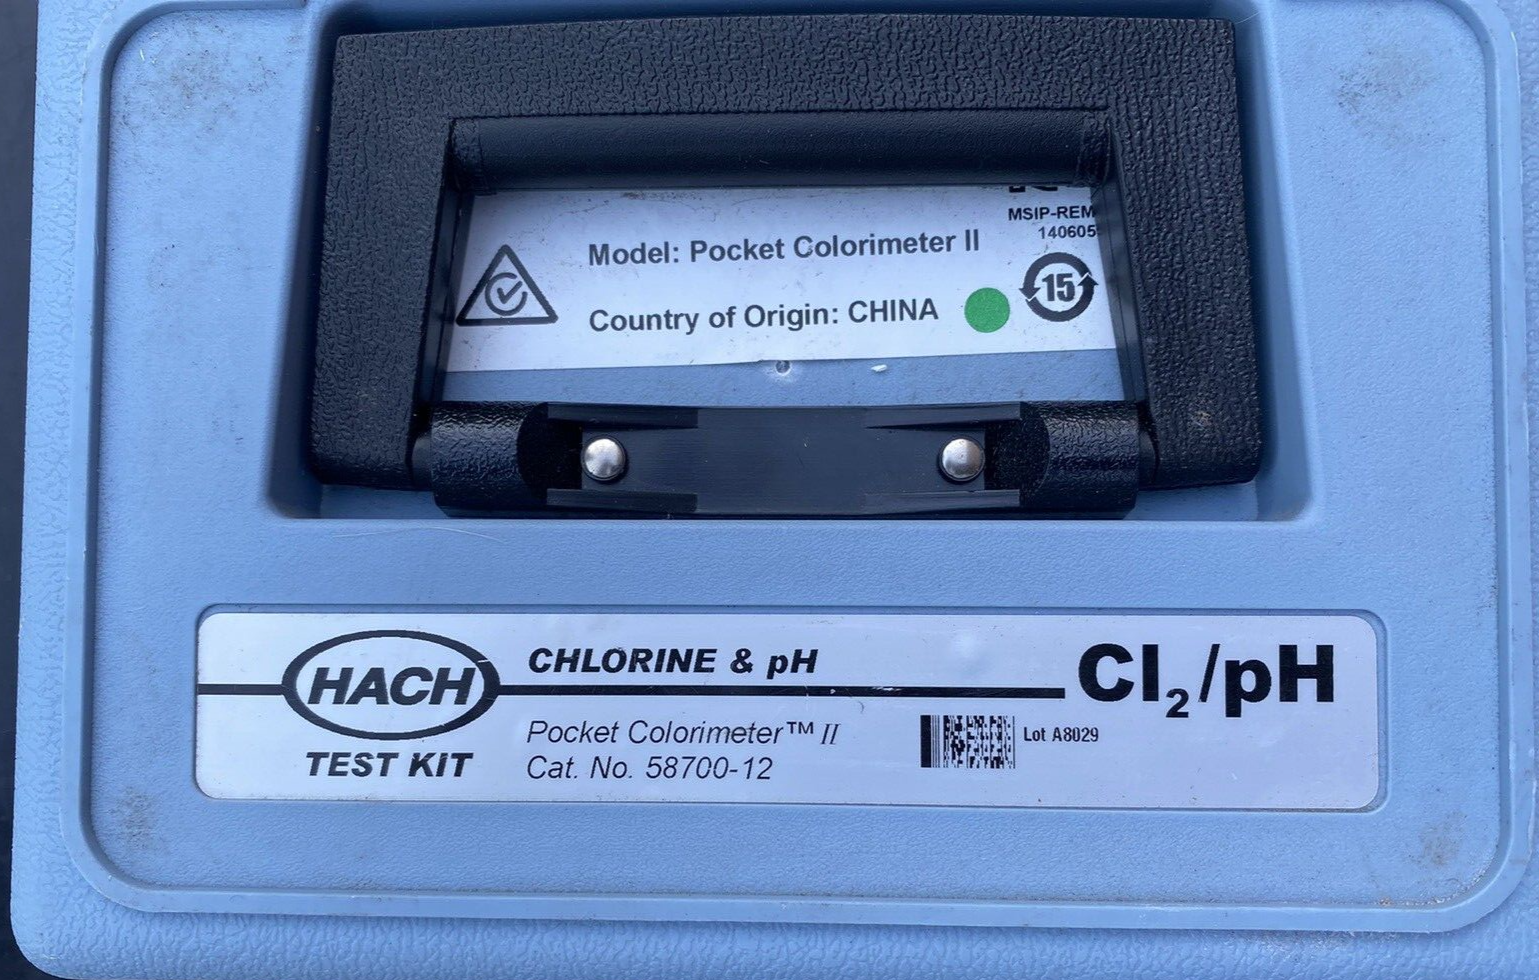 MSIP-REM
140605
Model: Pocket Colorimeter II
15
Country of Origin: CHINA
HACH
TEST KIT
CHLORINE & pH
Pocket Colorimeter™ II
Cat. No. 58700-12
Lot A8029
Cl₂/pH